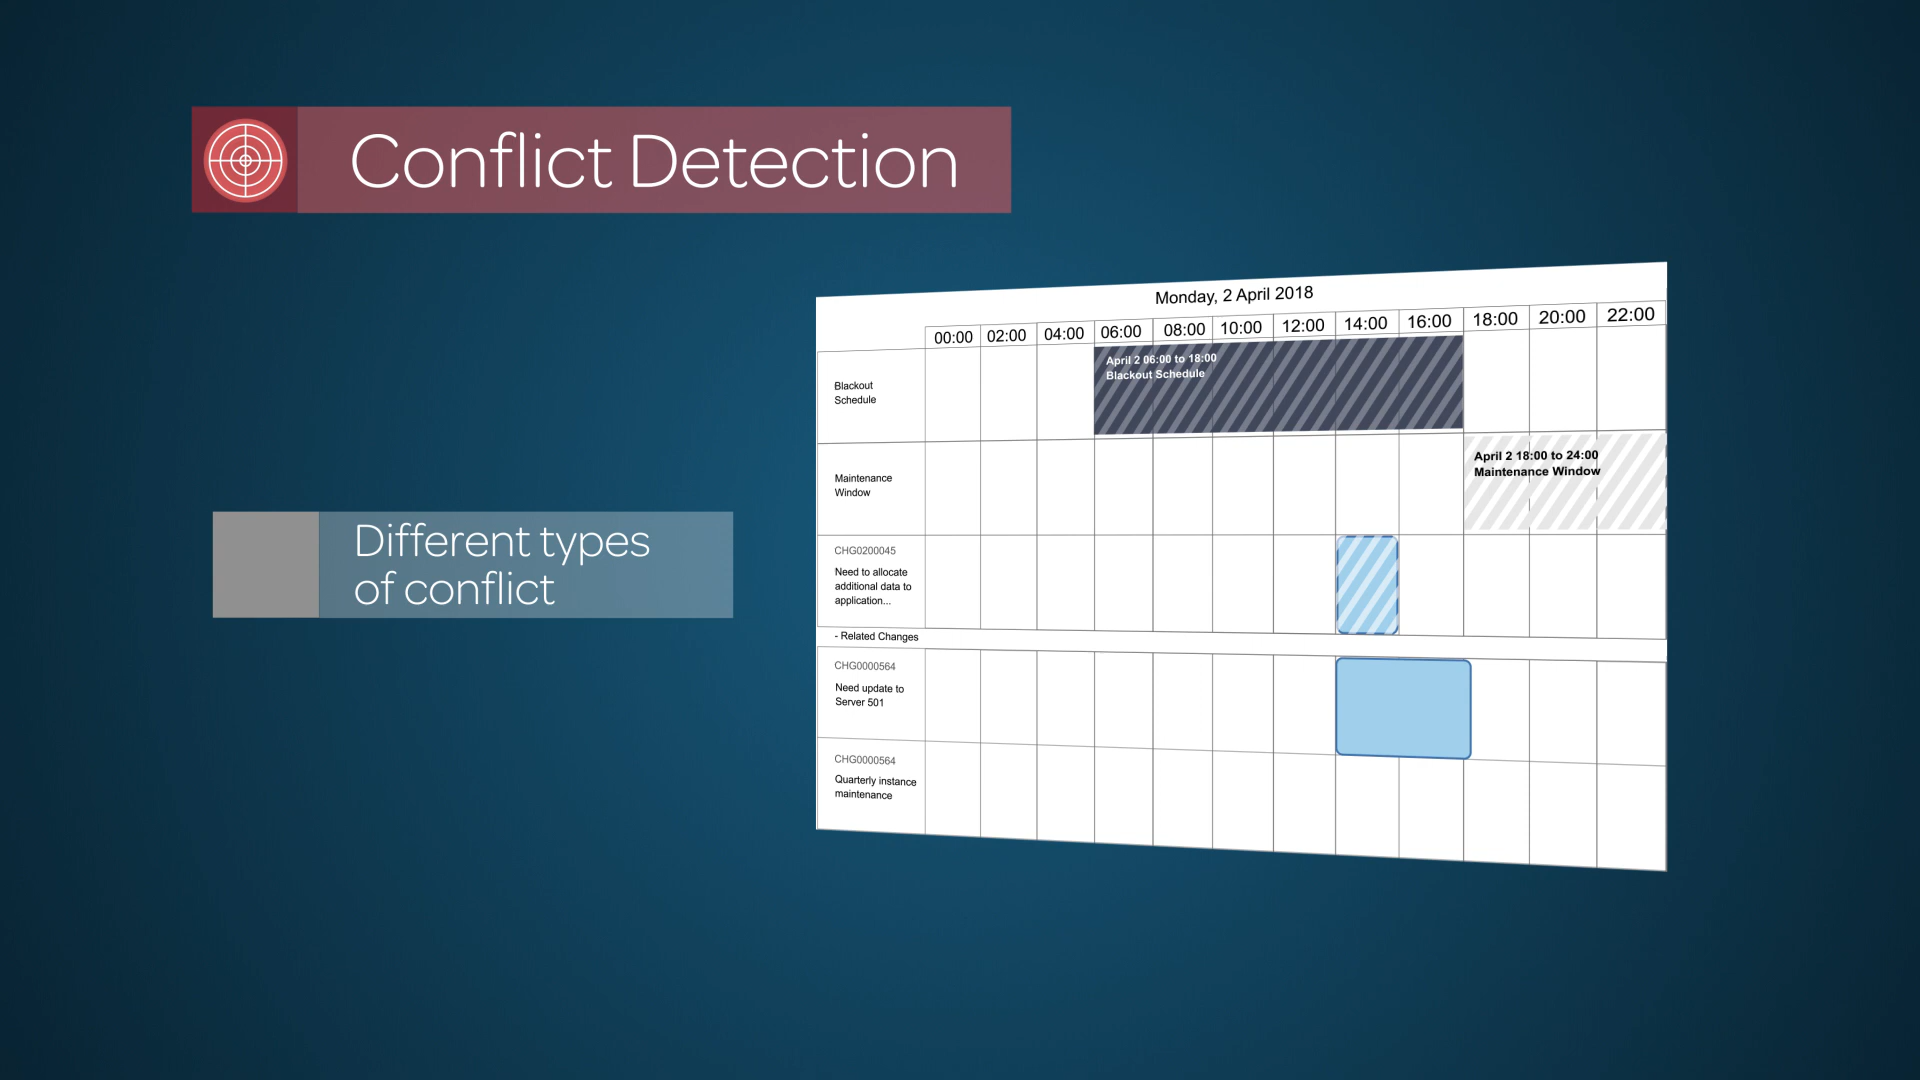 Conflict Detection
Different types
of conflict
Monday, 2 April 2018
00:00 02:00 04:00 06:00 08:00 10:00 12:00 14:00 16:00 18:00 20:00 22:00
Blackout
Schedule
April 2 06:00 to 18:00
Blackout Schedule
Maintenance
Window
April 2 18:00 to 24:00
Maintenance Window
CHG0200045
Need to allocate
additional data to
application...
- Related Changes
CHG0000564
Need update to
Server 501
CHG0000564
Quarterly instance
maintenance